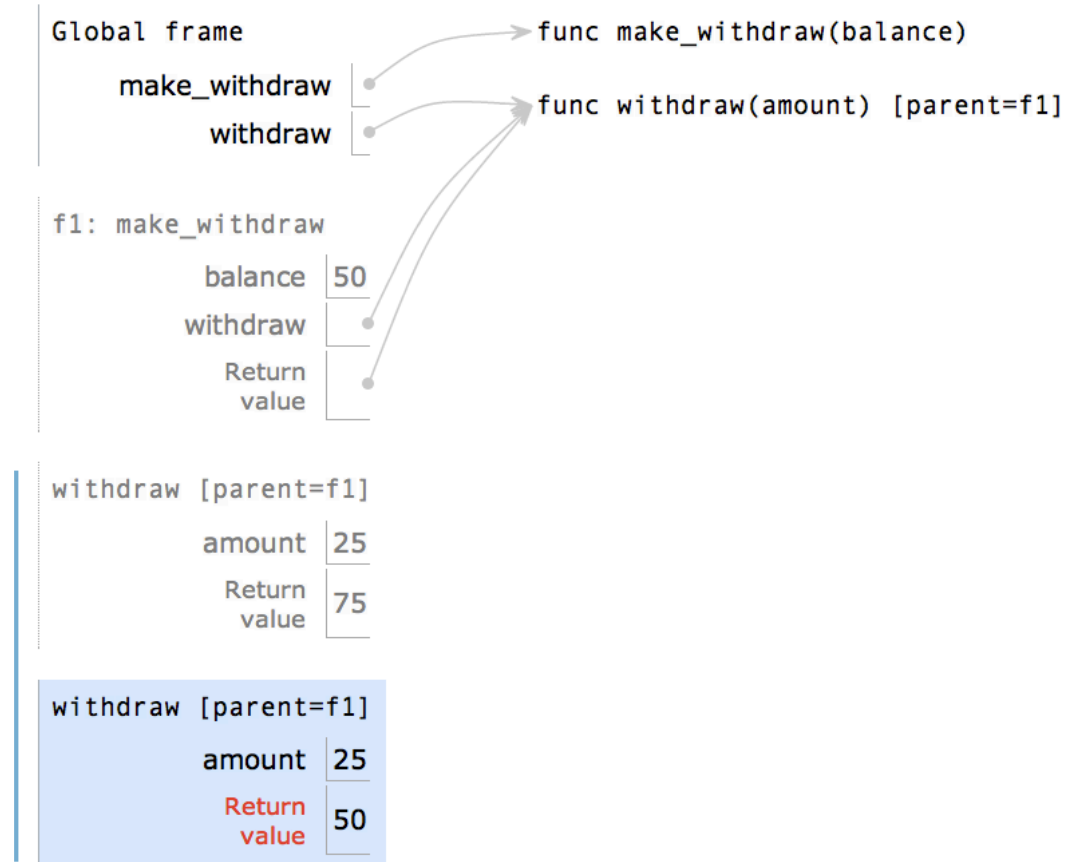 Global frame
func make_withdraw(balance)
make_withdraw
func withdraw(amount) [parent=f1]
withdraw
f1: make_withdraw
balance 50
withdraw
Return
value
withdraw [parent=f1]
amount 25
Return
value 75
withdraw [parent=f1]
amount 25
Return
value 50